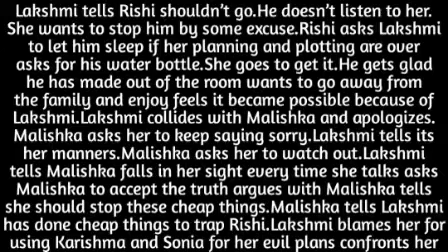 Lakshmi tells Rishi shouldn't go.He doesn't listen to her.
She wants to stop him by some excuse.Rishi asks Lakshmi
to let him sleep if her planning and plotting are over
asks for his water bottle.She goes to get it.He gets glad
he has made out of the room wants to go away from
the family and enjoy feels it became possible because of
Lakshmi.Lakshmi collides with Malishka and apologizes.
Malishka asks her to keep saying sorry.Lakshmi tells its
her manners.Malishka asks her to watch out.Lakshmi
tells Malishka falls in her sight every time she talks asks
Malishka to accept the truth argues with Malishka tells
she should stop these cheap things.Malishka tells Lakshmi
has done cheap things to trap Rishi.Lakshmi blames her for
using Karishma and Sonia for her evil plans confronts he